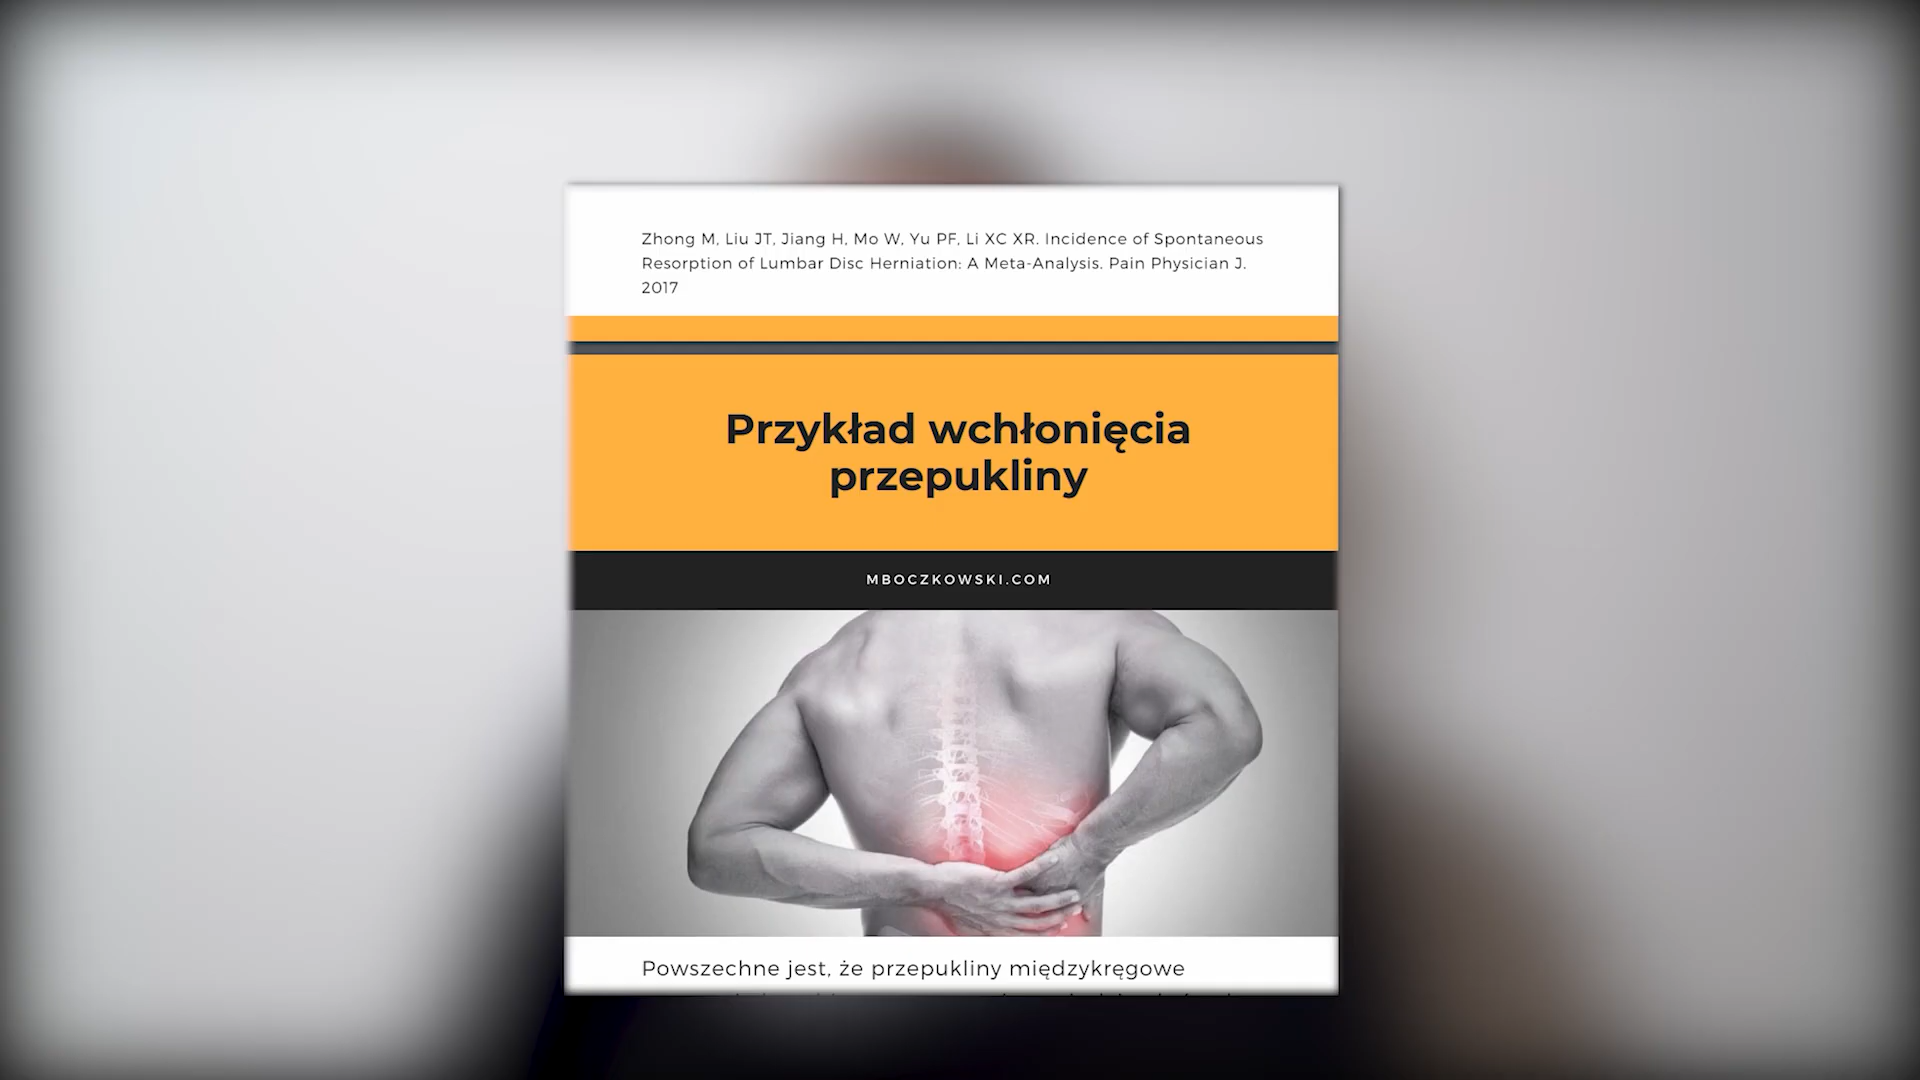 Zhong M, Liu JT, Jiang H, Mo W, Yu PF, Li XC XR. Incidence of Spontaneous
Resorption of Lumbar Disc Herniation: A Meta-Analysis. Pain Physician J.
2017
Przykład wchłonięcia
przepukliny
MBOCZKOWSKI.COM
Powszechne jest, że przepukliny międzykręgowe